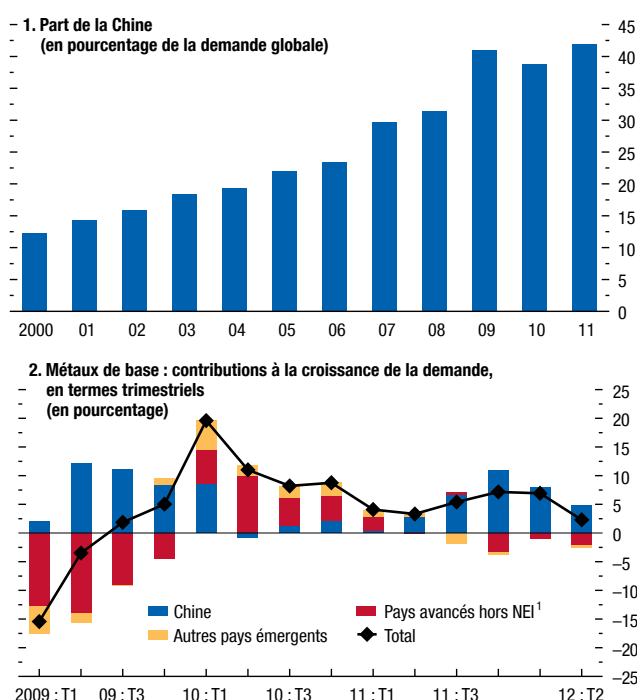 1. Part de la Chine
(en pourcentage de la demande globale)
45
40
35
30
25
20
15
10
5
0
2000 01 02 03 04 05 06 07 08 09 10 11
2. Métaux de base : contributions à la croissance de la demande,
en termes trimestriels
(en pourcentage)
25
20
15
10
5
0
–5
–10
–15
–20
–25
Chine Pays avancés hors NEI¹
Autres pays émergents Total
2009 : T1 09 : T3 10 : T1 10 : T3 11 : T1 11 : T3 12 : T2